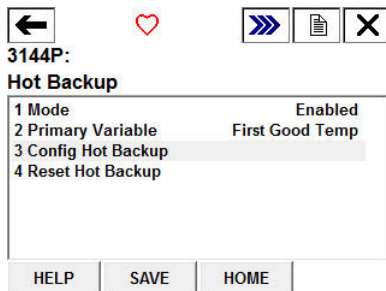 3144P:
Hot Backup
1 Mode Enabled
2 Primary Variable First Good Temp
3 Config Hot Backup
4 Reset Hot Backup
HELP SAVE HOME